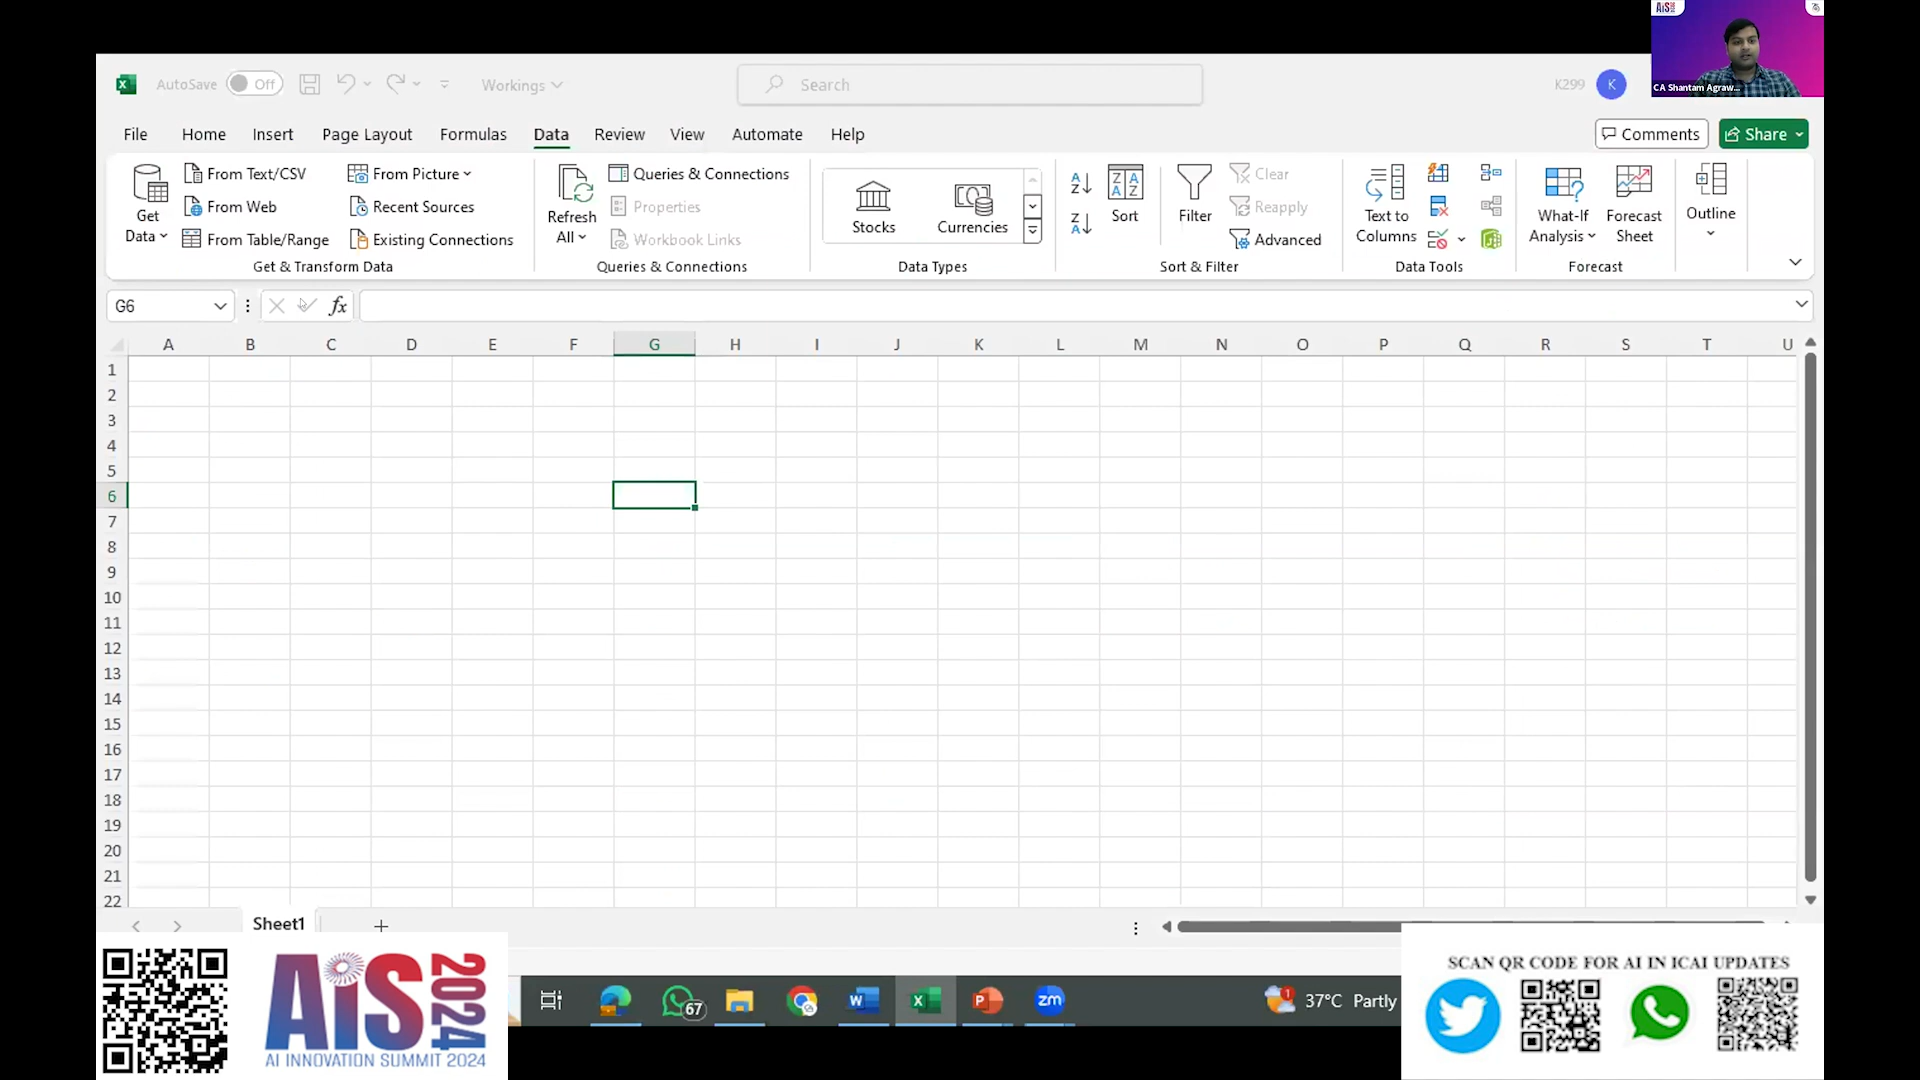 AiS
CA Shantam Agraw...
AutoSave Off Workings Search K299 K
File Home Insert Page Layout Formulas Data Review View Automate Help Comments Share
Get Data
From Text/CSV
From Web
From Table/Range
From Picture
Recent Sources
Existing Connections
Get & Transform Data
Refresh All
Queries & Connections
Properties
Workbook Links
Queries & Connections
Stocks
Currencies
Data Types
Sort
Filter
Clear
Reapply
Advanced
Sort & Filter
Text to Columns
Data Tools
What-If Analysis
Forecast Sheet
Forecast
Outline
G6 fx
A B C D E F G H I J K L M N O P Q R S T U
1
2
3
4
5
6
7
8
9
10
11
12
13
14
15
16
17
18
19
20
21
22
Sheet1
AiS 2024
AI INNOVATION SUMMIT 2024
67
W
X
P
zm
1
37°C Partly
SCAN QR CODE FOR AI IN ICAI UPDATES